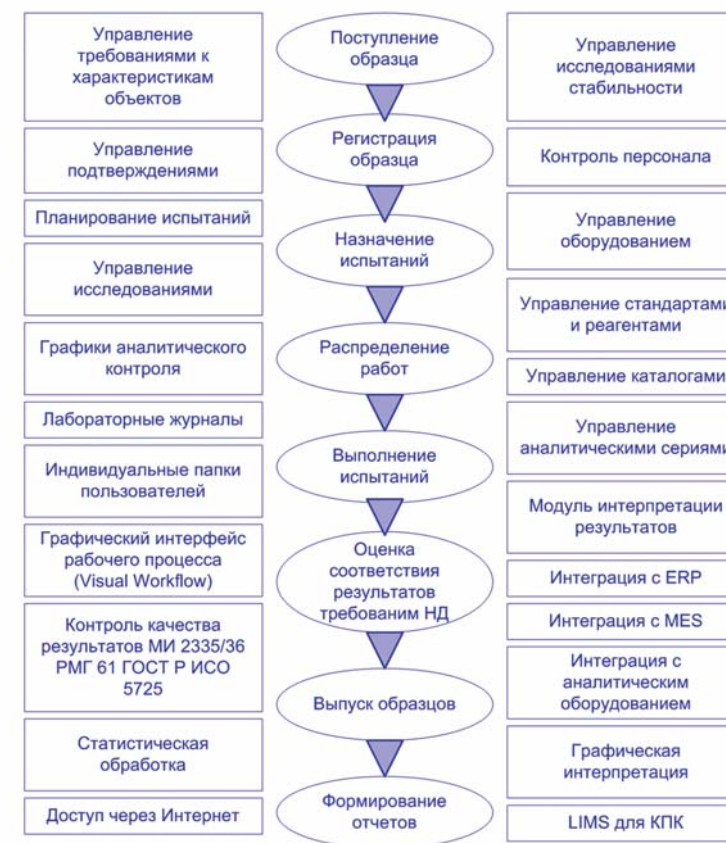 Управление
требованиями к
характеристикам
объектов
Управление
подтверждениями
Планирование испытаний
Управление
исследованиями
Графики аналитического
контроля
Лабораторные журналы
Индивидуальные папки
пользователей
Графический интерфейс
рабочего процесса
(Visual Workflow)
Контроль качества
результатов МИ 2335/36
РМГ 61 ГОСТ Р ИСО
5725
Статистическая
обработка
Доступ через Интернет
Поступление
образца
Регистрация
образца
Назначение
испытаний
Распределение
работ
Выполнение
испытаний
Оценка
соответствия
результатов
требованим НД
Выпуск образцов
Формирование
отчетов
Управление
исследованиями
стабильности
Контроль персонала
Управление
оборудованием
Управление стандартами
и реагентами
Управление каталогами
Управление
аналитическими сериями
Модуль интерпретации
результатов
Интеграция с ERP
Интеграция с MES
Интеграция с
аналитическим
оборудованием
Графическая
интерпретация
LIMS для КПК